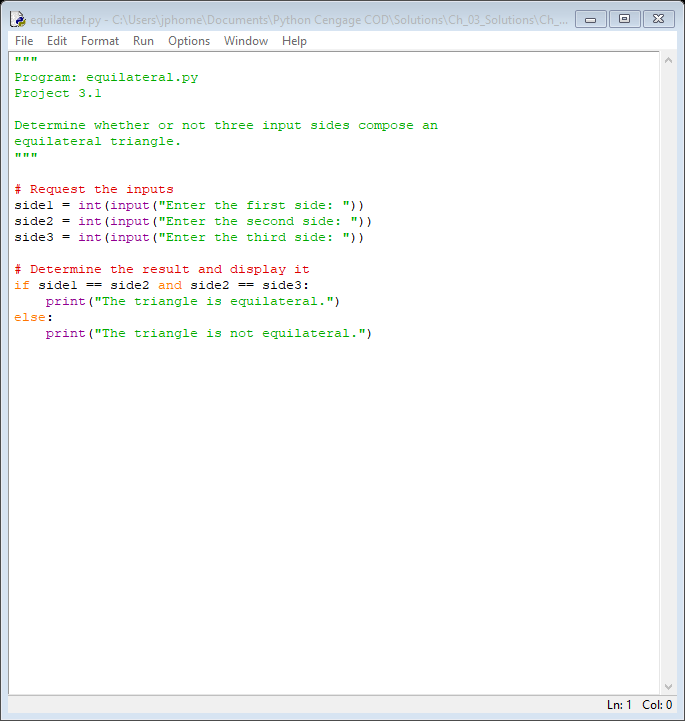 equilateral.py - C:\Users\jphome\Documents\Python Cengage COD\Solutions\Ch_03_Solutions\Ch_...
File Edit Format Run Options Window Help
"""
Program: equilateral.py
Project 3.1

Determine whether or not three input sides compose an
equilateral triangle.
"""

# Request the inputs
side1 = int(input("Enter the first side: "))
side2 = int(input("Enter the second side: "))
side3 = int(input("Enter the third side: "))

# Determine the result and display it
if side1 == side2 and side2 == side3:
    print("The triangle is equilateral.")
else:
    print("The triangle is not equilateral.")
Ln: 1 Col: 0